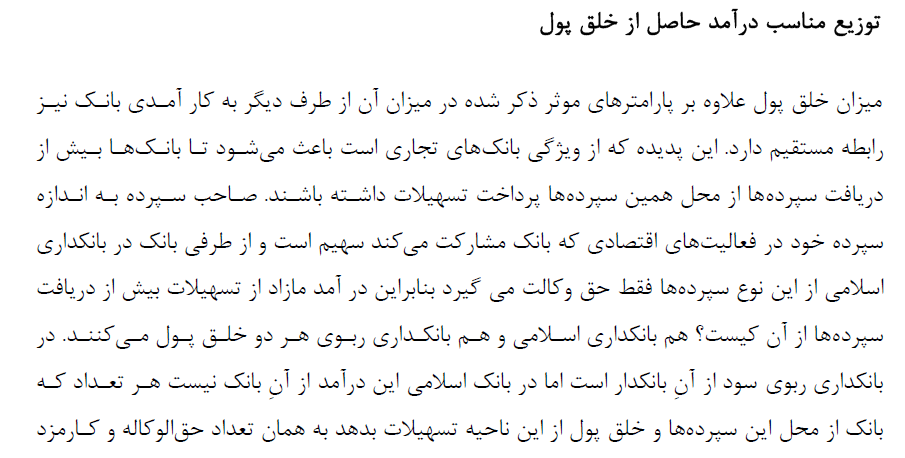 توزیع مناسب درآمد حاصل از خلق پول
میزان خلق پول علاوه بر پارامترهای موثر ذکر شده در میزان آن از طرف دیگر به کار آمدی بانک نیز
رابطه مستقیم دارد. این پدیده که از ویژگی بانک‌های تجاری است باعث می‌شود تا بانک‌ها بیش از
دریافت سپرده‌ها از محل همین سپرده‌ها پرداخت تسهیلات داشته باشند. صاحب سپرده به اندازه
سپرده خود در فعالیت‌های اقتصادی که بانک مشارکت می‌کند سهیم است و از طرفی بانک در بانکداری
اسلامی از این نوع سپرده‌ها فقط حق وکالت می گیرد بنابراین در آمد مازاد از تسهیلات بیش از دریافت
سپرده‌ها از آن کیست؟ هم بانکداری اسلامی و هم بانکداری ربوی هر دو خلق پول می‌کنند. در
بانکداری ربوی سود از آنِ بانکدار است اما در بانک اسلامی این درآمد از آنِ بانک نیست هر تعداد که
بانک از محل این سپرده‌ها و خلق پول از این ناحیه تسهیلات بدهد به همان تعداد حق‌الوکاله و کارمزد